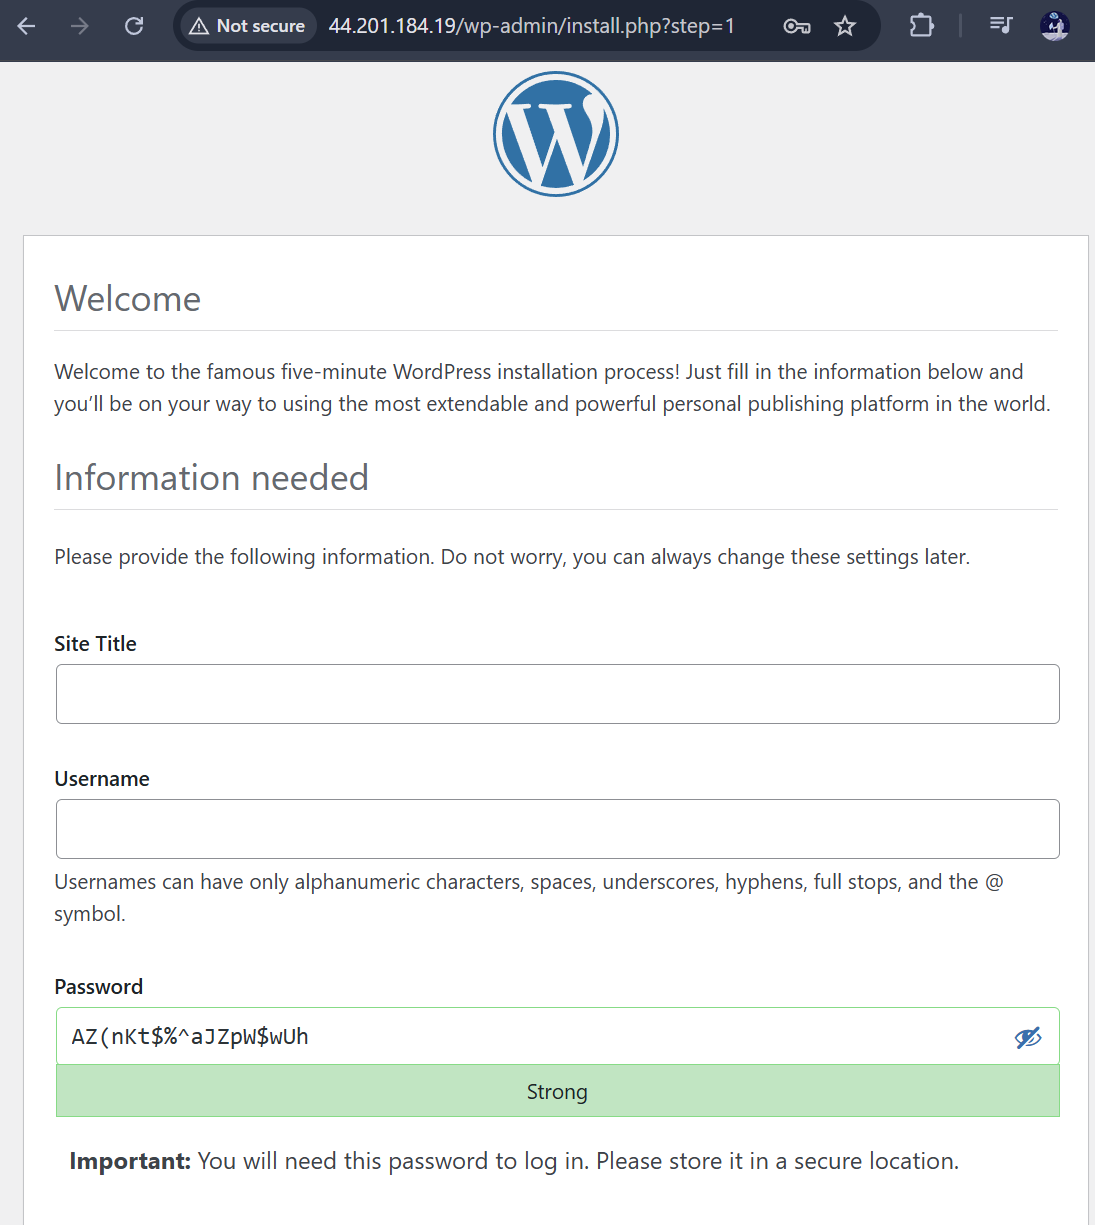 Not secure 44.201.184.19/wp-admin/install.php?step=1
W
Welcome
Welcome to the famous five-minute WordPress installation process! Just fill in the information below and
you’ll be on your way to using the most extendable and powerful personal publishing platform in the world.
Information needed
Please provide the following information. Do not worry, you can always change these settings later.
Site Title
Username
Usernames can have only alphanumeric characters, spaces, underscores, hyphens, full stops, and the @
symbol.
Password
AZ(nKt$%^aJZpW$wUh
Strong
Important: You will need this password to log in. Please store it in a secure location.